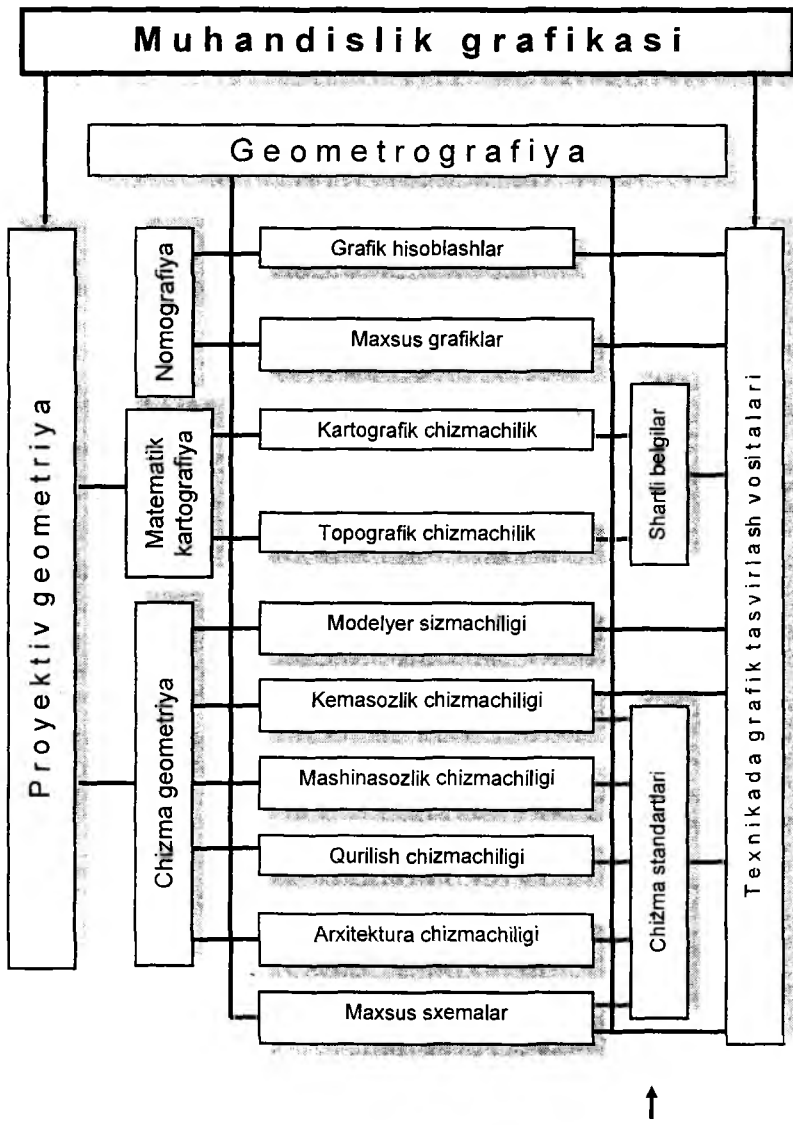 Muhandislik grafikasi
Geometrografiya
Proyektiv geometriya
Nomografiya
Grafik hisoblashlar
Maxsus grafiklar
Matematik
kartografiya
Kartografik chizmachilik
Topografik chizmachilik
Shartli belgilar
Chizma geometriya
Modelyer sizmachiligi
Kemasozlik chizmachiligi
Mashinasozlik chizmachiligi
Qurilish chizmachiligi
Arxitektura chizmachiligi
Maxsus sxemalar
Chizma standartlari
Texnikada grafik tasvirlash vositalari